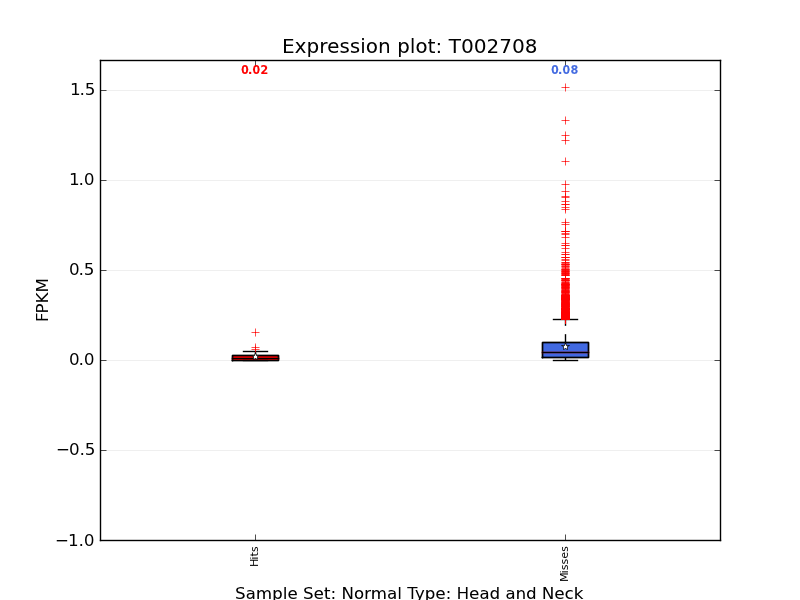 Expression plot: T002708
0.02
0.08
1.5
1.0
0.5
0.0
−0.5
−1.0
FPKM
Hits
Misses
Sample Set: Normal Type: Head and Neck